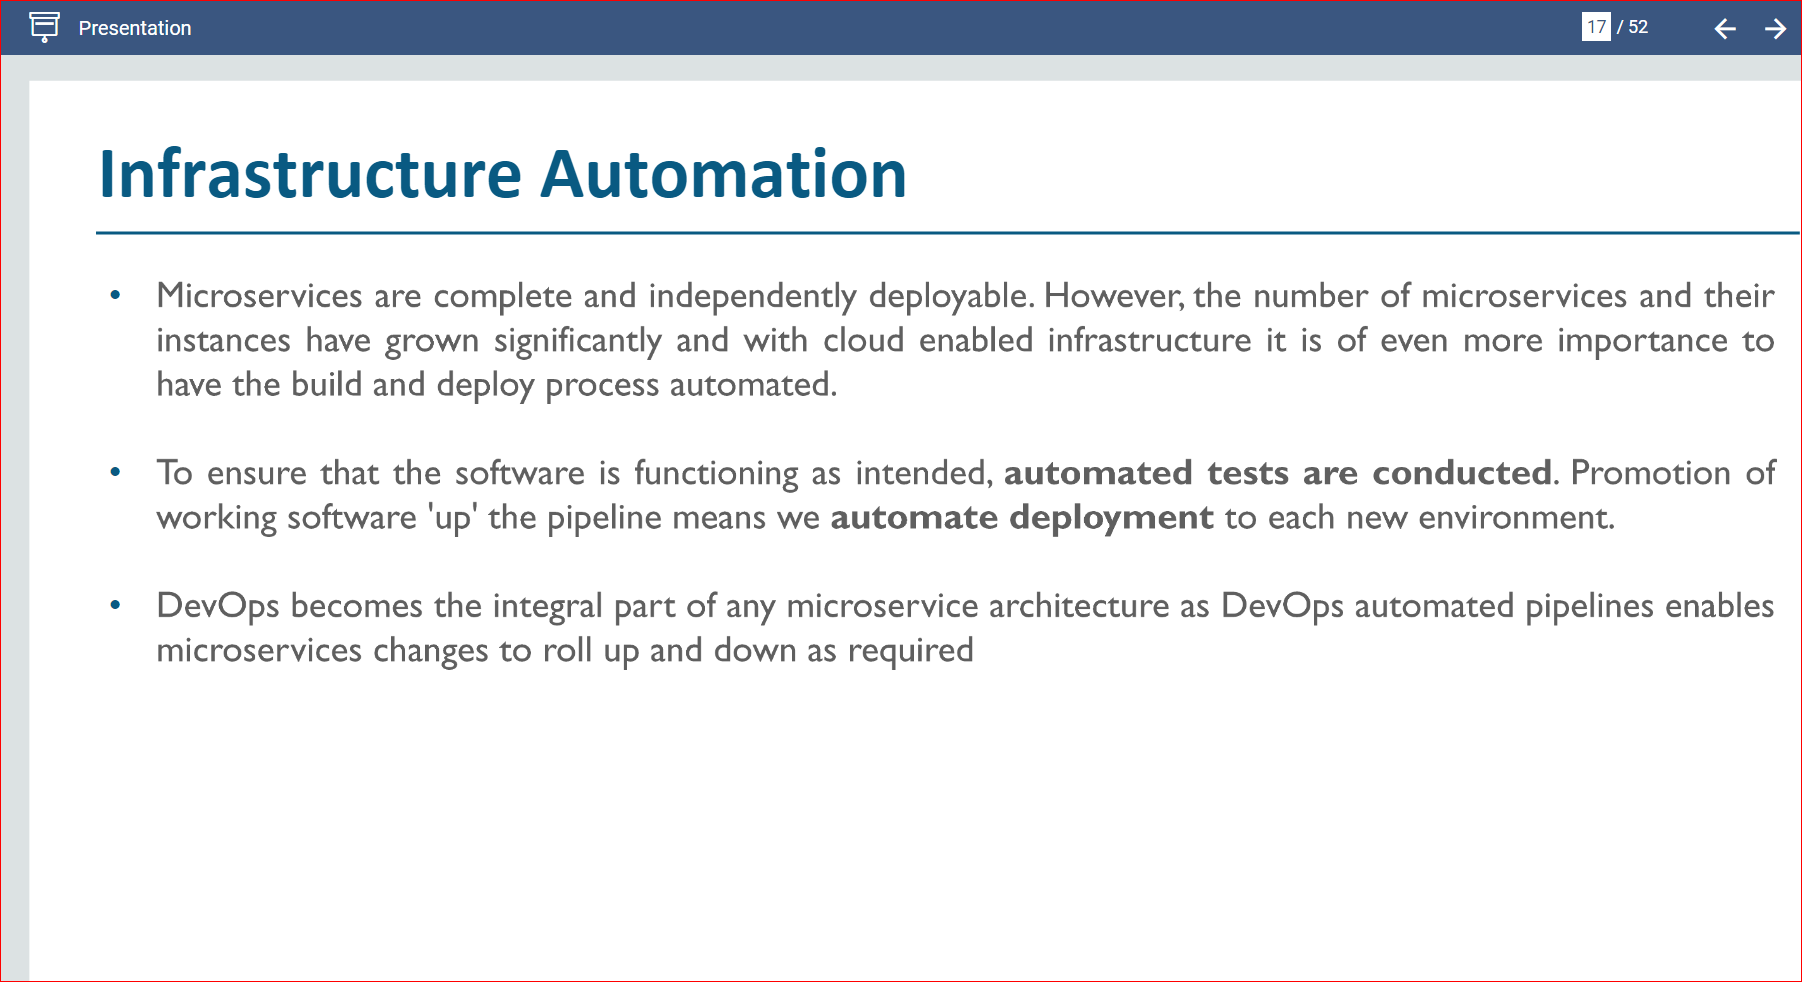 Presentation
17 / 52
Infrastructure Automation
• Microservices are complete and independently deployable. However, the number of microservices and their
instances have grown significantly and with cloud enabled infrastructure it is of even more importance to
have the build and deploy process automated.
• To ensure that the software is functioning as intended, automated tests are conducted. Promotion of
working software 'up' the pipeline means we automate deployment to each new environment.
• DevOps becomes the integral part of any microservice architecture as DevOps automated pipelines enables
microservices changes to roll up and down as required